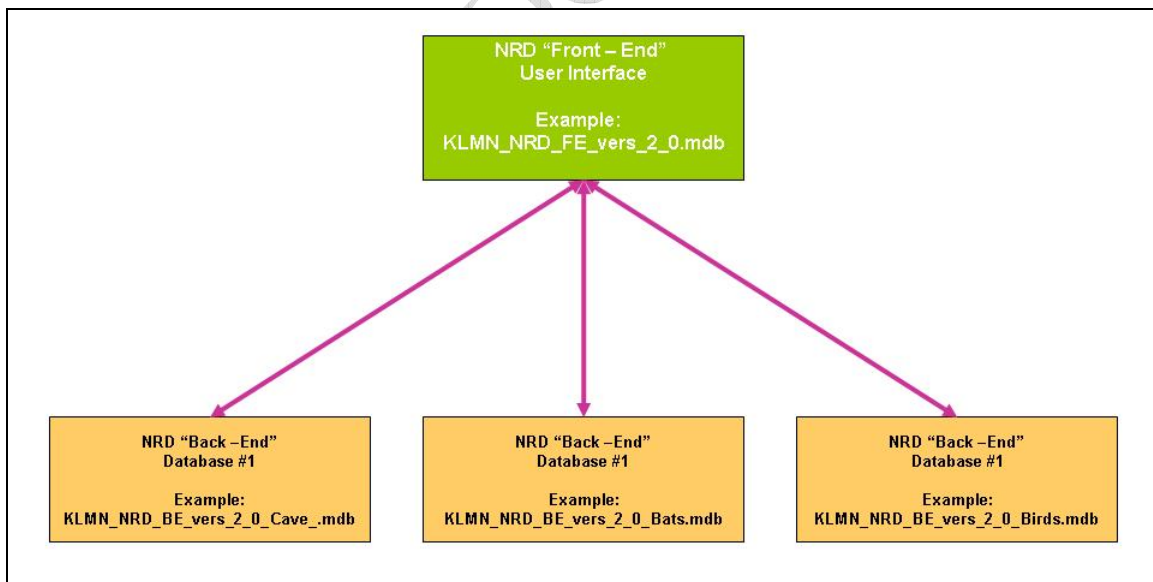 NRD “Front – End”
User Interface
Example:
KLMN_NRD_FE_vers_2_0.mdb
NRD “Back –End”
Database #1
Example:
KLMN_NRD_BE_vers_2_0_Cave_.mdb
NRD “Back –End”
Database #1
Example:
KLMN_NRD_BE_vers_2_0_Bats.mdb
NRD “Back –End”
Database #1
Example:
KLMN_NRD_BE_vers_2_0_Birds.mdb